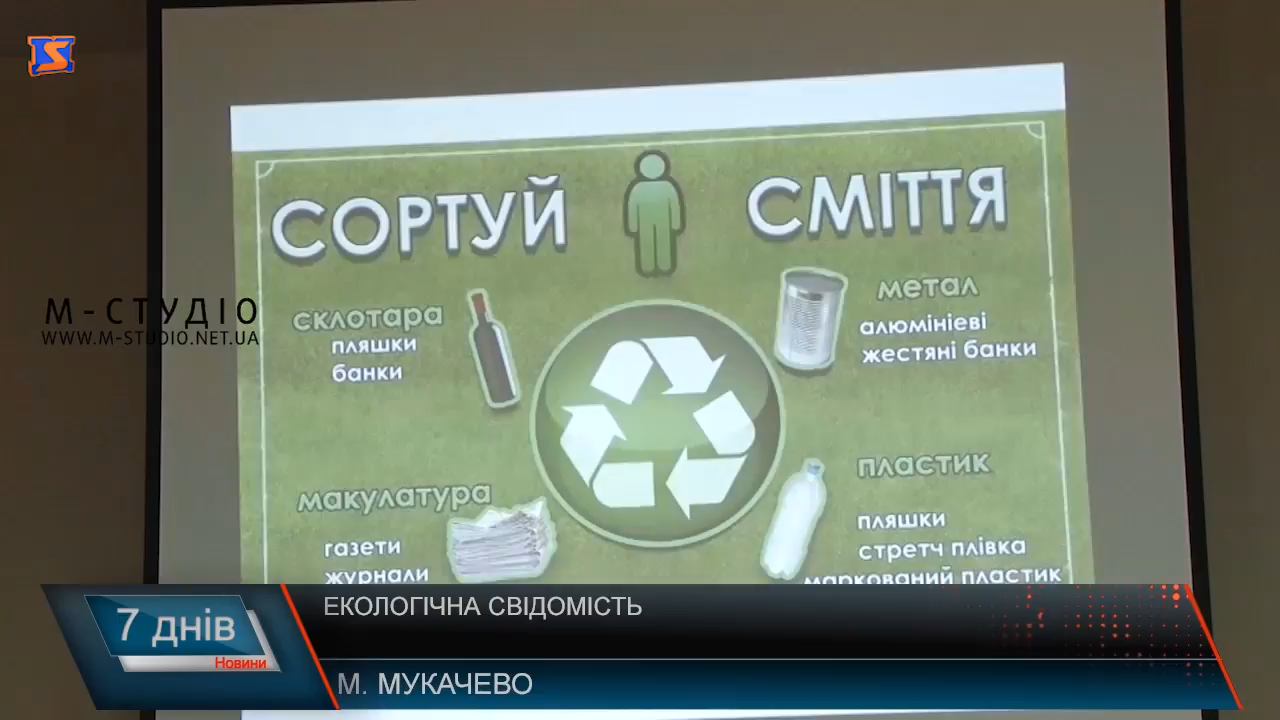 СОРТУЙ СМІТТЯ
М-СТУДІО
WWW.M-STUDIO.NET.UA
склотара
пляшки
банки
метал
алюмінієві
жестяні банки
макулатура
газети
журнали
пластик
пляшки
стретч плівка
маркований пластик
7 днів
Новини
ЕКОЛОГІЧНА СВІДОМІСТЬ
М. МУКАЧЕВО